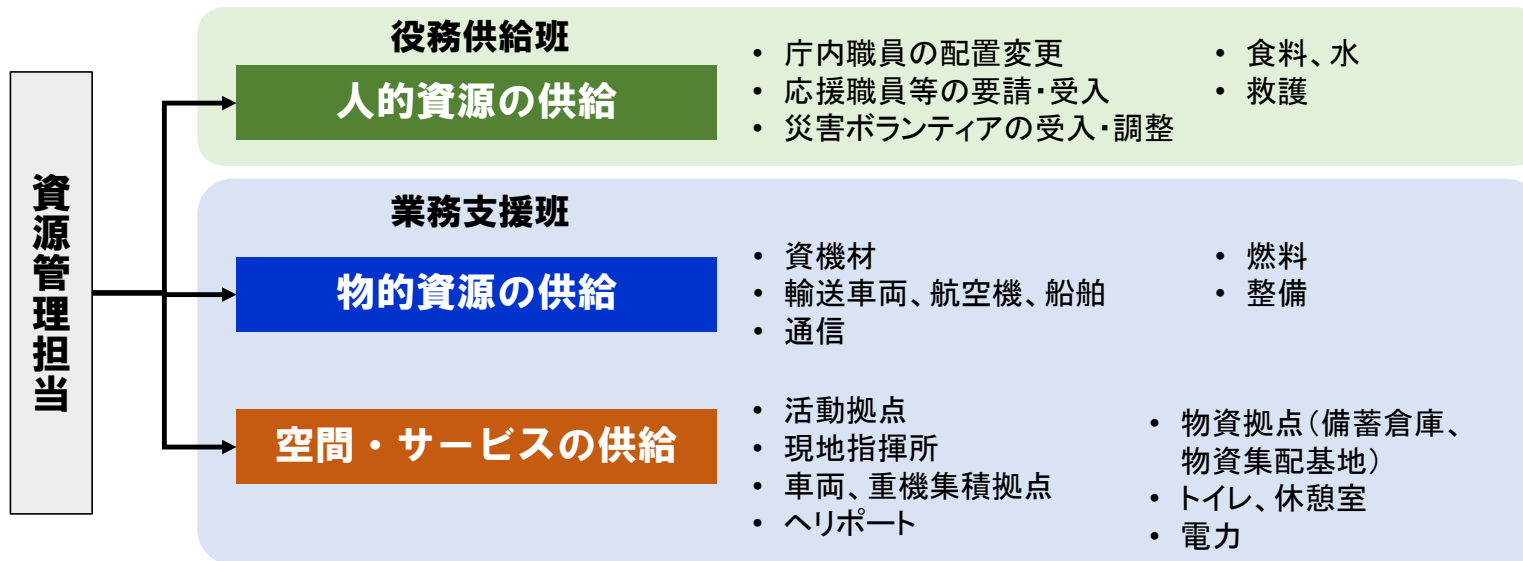 資源管理担当
役務供給班
人的資源の供給
• 庁内職員の配置変更
• 応援職員等の要請・受入
• 災害ボランティアの受入・調整
• 食料、水
• 救護
業務支援班
物的資源の供給
• 資機材
• 輸送車両、航空機、船舶
• 通信
• 燃料
• 整備
空間・サービスの供給
• 活動拠点
• 現地指揮所
• 車両、重機集積拠点
• ヘリポート
• 物資拠点（備蓄倉庫、
物資集配基地）
• トイレ、休憩室
• 電力